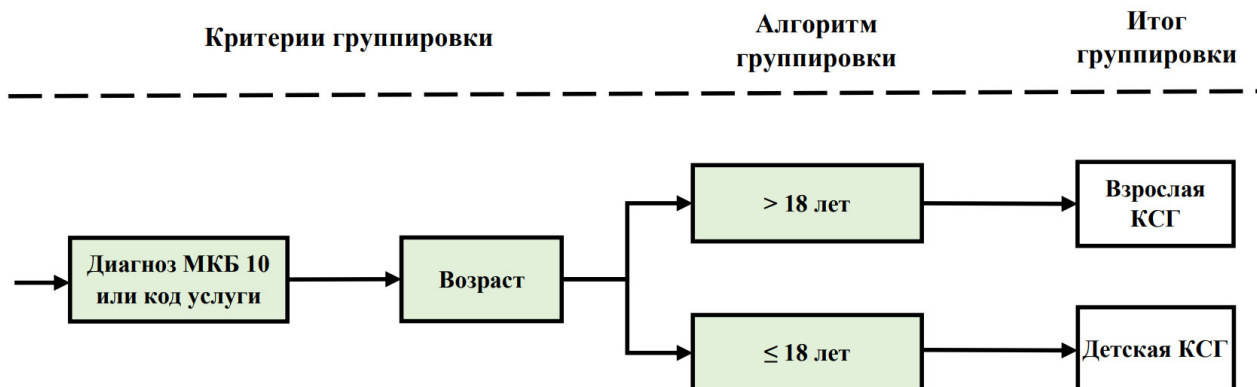 Критерии группировки
Алгоритм
группировки
Итог
группировки
Диагноз МКБ 10
или код услуги
Возраст
> 18 лет
Взрослая
КСГ
≤ 18 лет
Детская КСГ